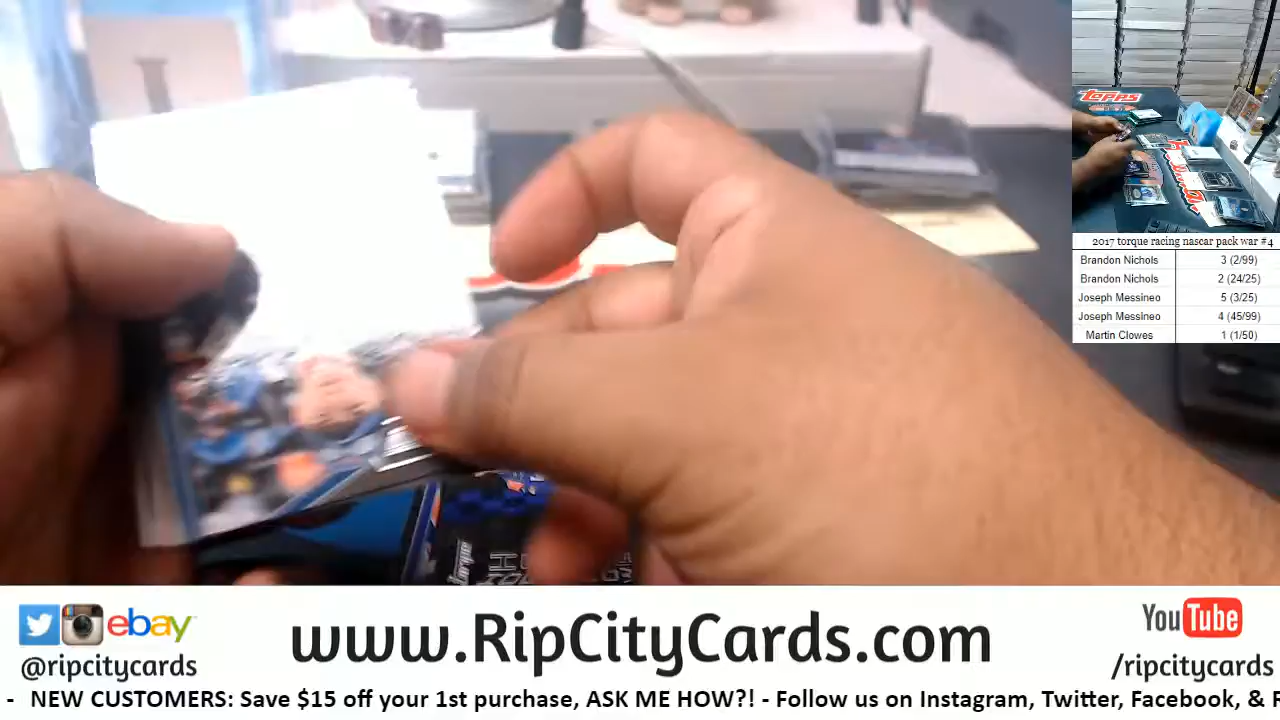 TOPPS
2017 torque racing nascar pack war #4
Brandon Nichols 3 (2/99)
Brandon Nichols 2 (24/25)
Joseph Messineo 5 (3/25)
Joseph Messineo 4 (45/99)
Martin Clowes 1 (1/50)
torque
ebay
www.RipCityCards.com
YouTube
@ripcitycards
/ripcitycards
- NEW CUSTOMERS: Save $15 off your 1st purchase, ASK ME HOW?! - Follow us on Instagram, Twitter, Facebook, &